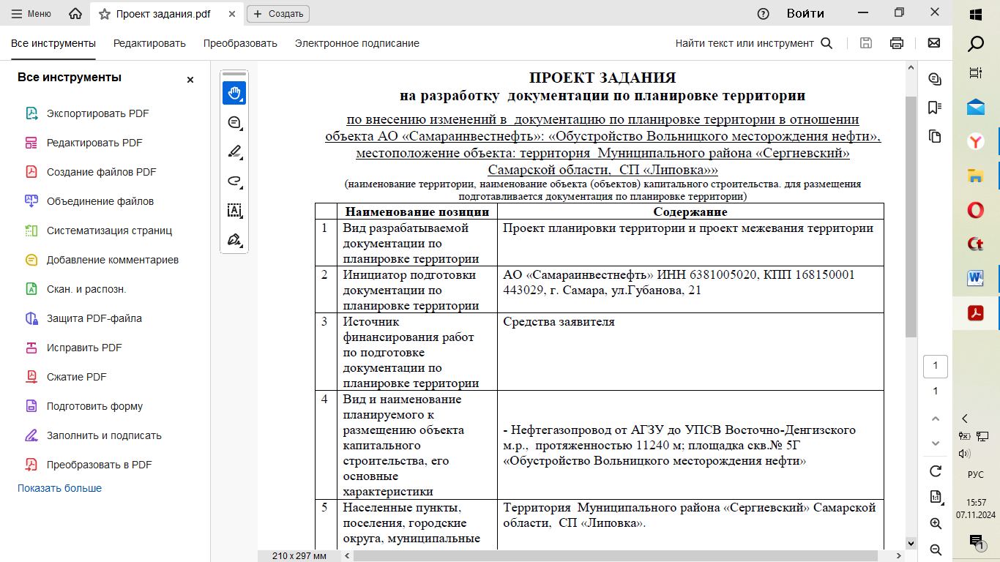 Меню
Проект задания.pdf
Создать
Войти
Все инструменты
Редактировать
Преобразовать
Электронное подписание
Найти текст или инструмент
Все инструменты
Экспортировать PDF
Редактировать PDF
Создание файлов PDF
Объединение файлов
Систематизация страниц
Добавление комментариев
Скан. и распозн.
Защита PDF-файла
Исправить PDF
Сжатие PDF
Подготовить форму
Заполнить и подписать
Преобразовать в PDF
Показать больше
ПРОЕКТ ЗАДАНИЯ
на разработку документации по планировке территории
по внесению изменений в документацию по планировке территории в отношении
объекта АО «Самараинвестнефть»: «Обустройство Вольницкого месторождения нефти»,
местоположение объекта: территория Муниципального района «Сергиевский»
Самарской области, СП «Липовка»»
(наименование территории, наименование объекта (объектов) капитального строительства. для размещения
подготавливается документация по планировке территории)
Наименование позиции Содержание
1 Вид разрабатываемой
документации по
планировке территории
Проект планировки территории и проект межевания территории
2 Инициатор подготовки
документации по
планировке территории
АО «Самараинвестнефть» ИНН 6381005020, КПП 168150001
443029, г. Самара, ул.Губанова, 21
3 Источник
финансирования работ
по подготовке
документации по
планировке территории
Средства заявителя
4 Вид и наименование
планируемого к
размещению объекта
капитального
строительства, его
основные
характеристики
- Нефтегазопровод от АГЗУ до УПСВ Восточно-Денгизского
м.р., протяженностью 11240 м; площадка скв.№ 5Г
«Обустройство Вольницкого месторождения нефти»
5 Населенные пункты,
поселения, городские
округа, муниципальные
Территория Муниципального района «Сергиевский» Самарской
области, СП «Липовка».
210 x 297 мм
1
1
1:1
Ct
W
РУС
15:57
07.11.2024
1